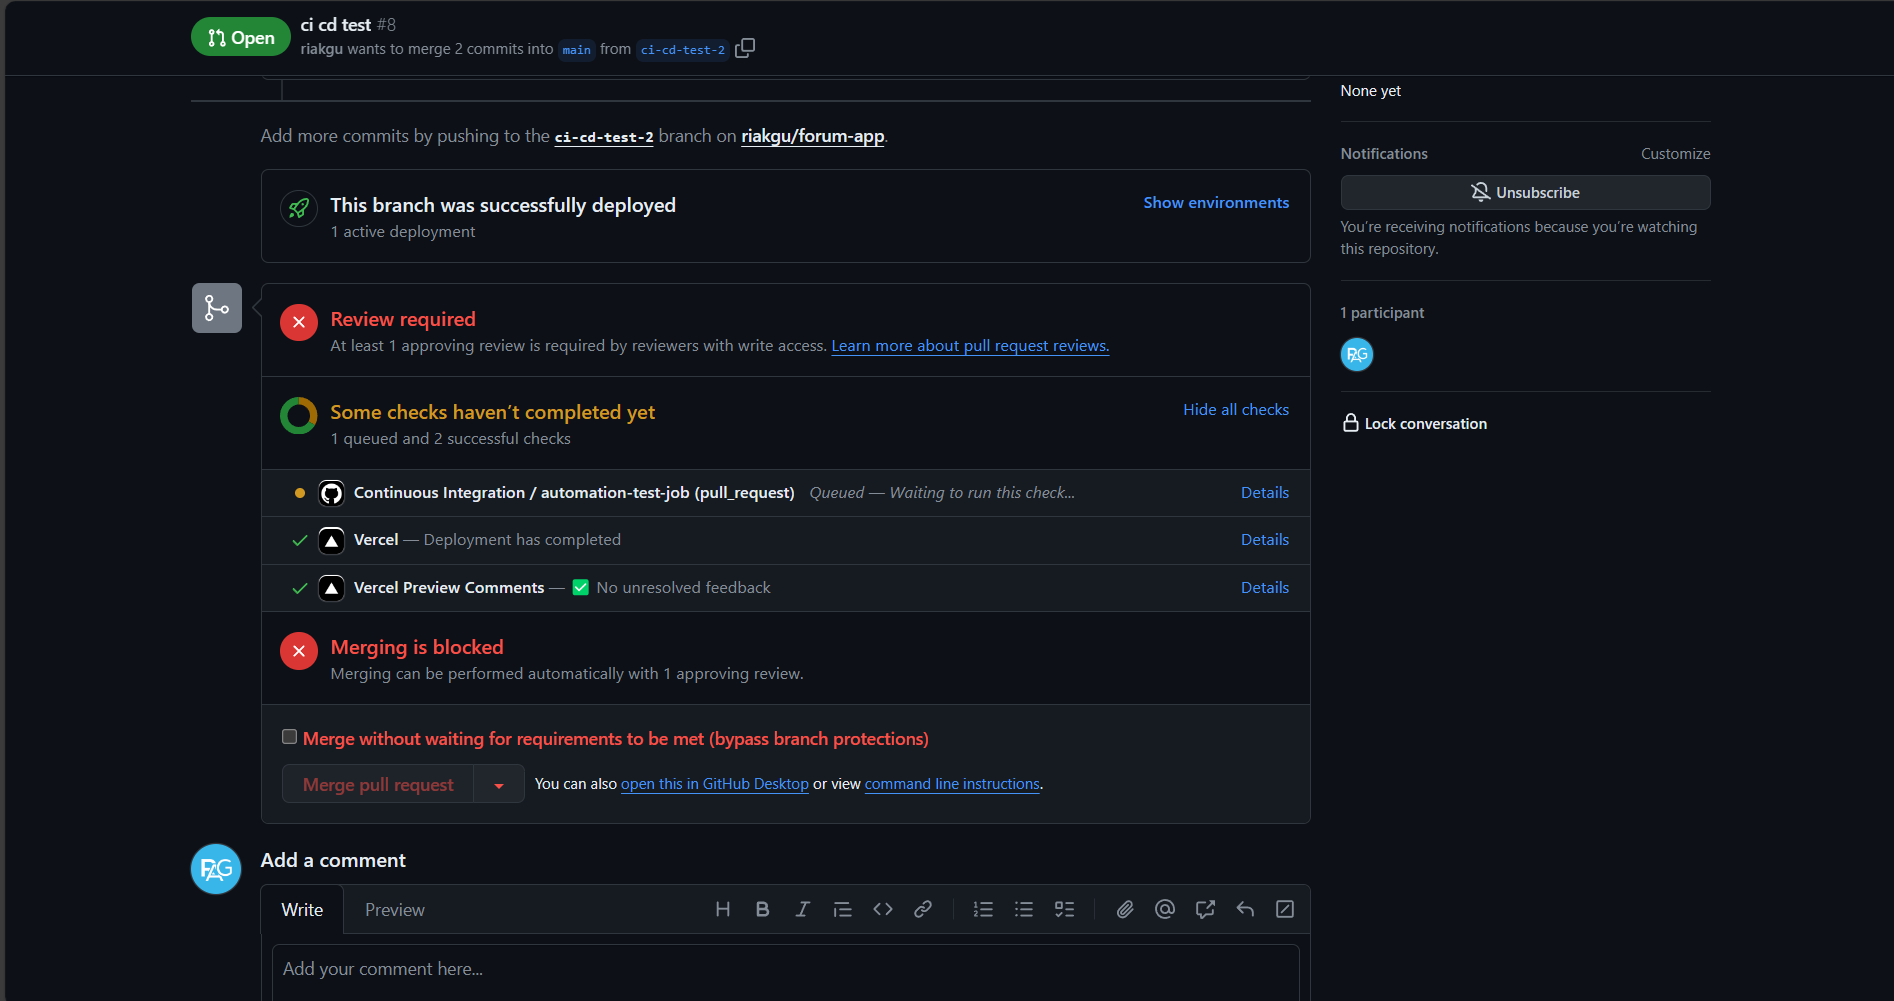 Open
ci cd test #8
riakgu wants to merge 2 commits into main from ci-cd-test-2
None yet
Add more commits by pushing to the ci-cd-test-2 branch on riakgu/forum-app.
Notifications
Customize
Unsubscribe
You're receiving notifications because you're watching
this repository.
This branch was successfully deployed
Show environments
1 active deployment
Review required
At least 1 approving review is required by reviewers with write access. Learn more about pull request reviews.
1 participant
Some checks haven't completed yet
Hide all checks
1 queued and 2 successful checks
Lock conversation
Continuous Integration / automation-test-job (pull_request) Queued — Waiting to run this check...
Details
Vercel — Deployment has completed
Details
Vercel Preview Comments — ✅ No unresolved feedback
Details
Merging is blocked
Merging can be performed automatically with 1 approving review.
Merge without waiting for requirements to be met (bypass branch protections)
Merge pull request
You can also open this in GitHub Desktop or view command line instructions.
Add a comment
Write
Preview
Add your comment here...